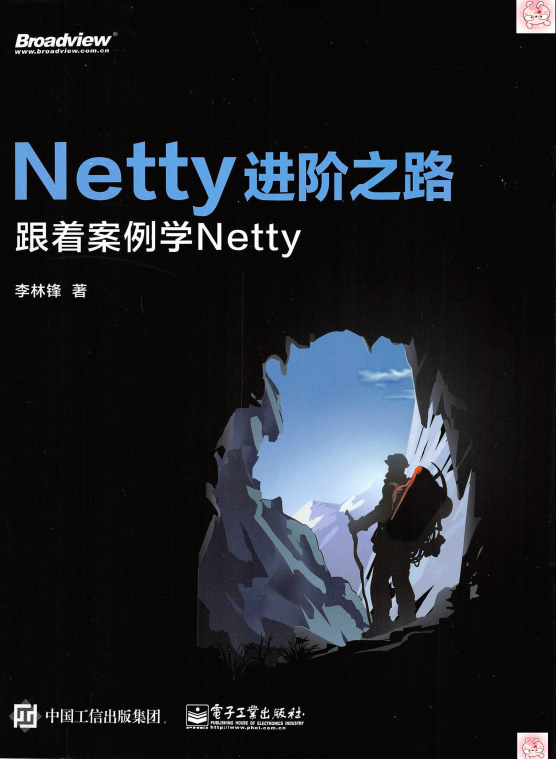 Broadview®
www.broadview.com.cn
Netty进阶之路
跟着案例学Netty
李林锋 著
中国工信出版集团
電子工業出版社·
PUBLISHING HOUSE OF ELECTRONICS INDUSTRY
http://www.phei.com.cn